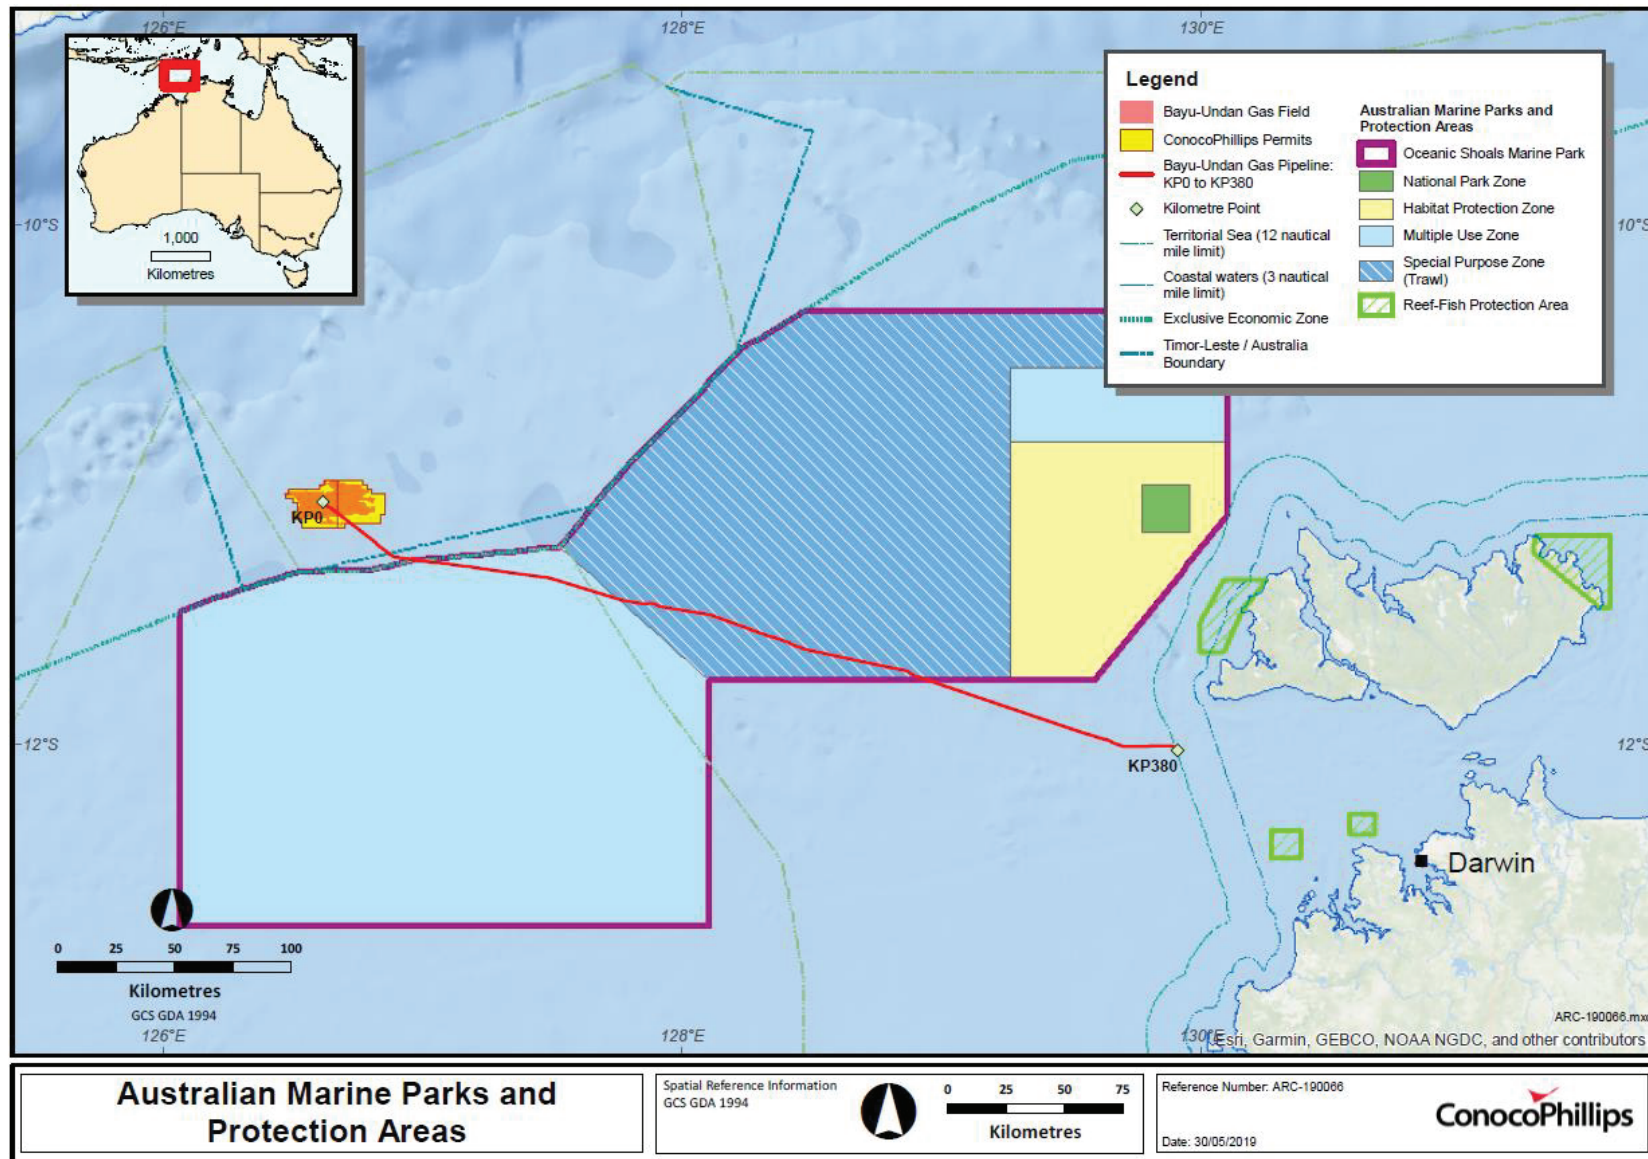 126°E
128°E
130°E
1,000
Kilometres
Legend
Bayu-Undan Gas Field
ConocoPhillips Permits
Bayu-Undan Gas Pipeline:
KP0 to KP380
Kilometre Point
Territorial Sea (12 nautical
mile limit)
Coastal waters (3 nautical
mile limit)
Exclusive Economic Zone
Timor-Leste / Australia
Boundary
Australian Marine Parks and
Protection Areas
Oceanic Shoals Marine Park
National Park Zone
Habitat Protection Zone
Multiple Use Zone
Special Purpose Zone
(Trawl)
Reef-Fish Protection Area
10°S
10°S
KP0
12°S
12°S
KP380
Darwin
0 25 50 75 100
Kilometres
GCS GDA 1994
126°E
128°E
130°E
ARC-190066.mx
Esri, Garmin, GEBCO, NOAA NGDC, and other contributors
Australian Marine Parks and
Protection Areas
Spatial Reference Information
GCS GDA 1994
0 25 50 75
Kilometres
Reference Number: ARC-190066
Date: 30/05/2019
ConocoPhillips